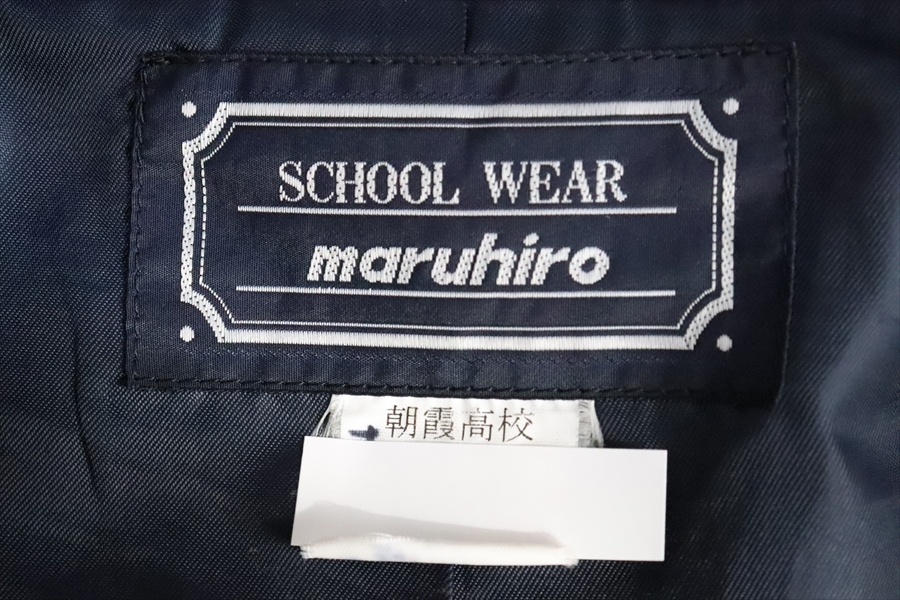 SCHOOL WEAR
maruhiro
朝霞高校